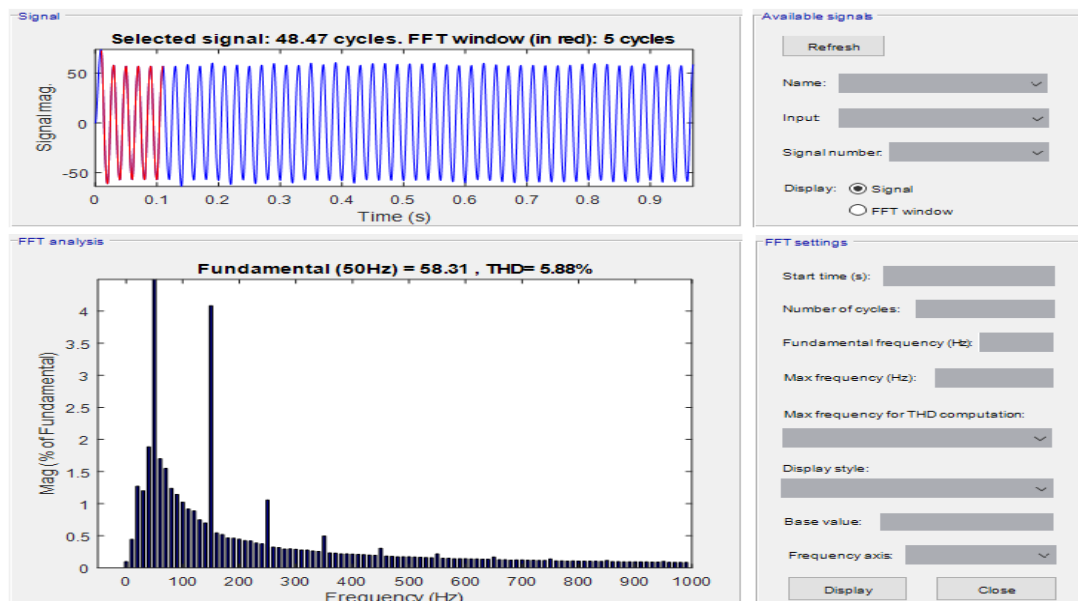 Signal
Selected signal: 48.47 cycles. FFT window (in red): 5 cycles
50
0
-50
Signal mag.
0 0.1 0.2 0.3 0.4 0.5 0.6 0.7 0.8 0.9
Time (s)
Available signals
Refresh
Name:
Input:
Signal number:
Display: Signal
FFT window
FFT analysis
Fundamental (50Hz) = 58.31 , THD= 5.88%
4
3.5
3
2.5
2
1.5
1
0.5
0
Mag (% of Fundamental)
0 100 200 300 400 500 600 700 800 900 1000
Frequency (Hz)
FFT settings
Start time (s):
Number of cycles:
Fundamental frequency (Hz):
Max frequency (Hz):
Max frequency for THD computation:
Display style:
Base value:
Frequency axis:
Display Close